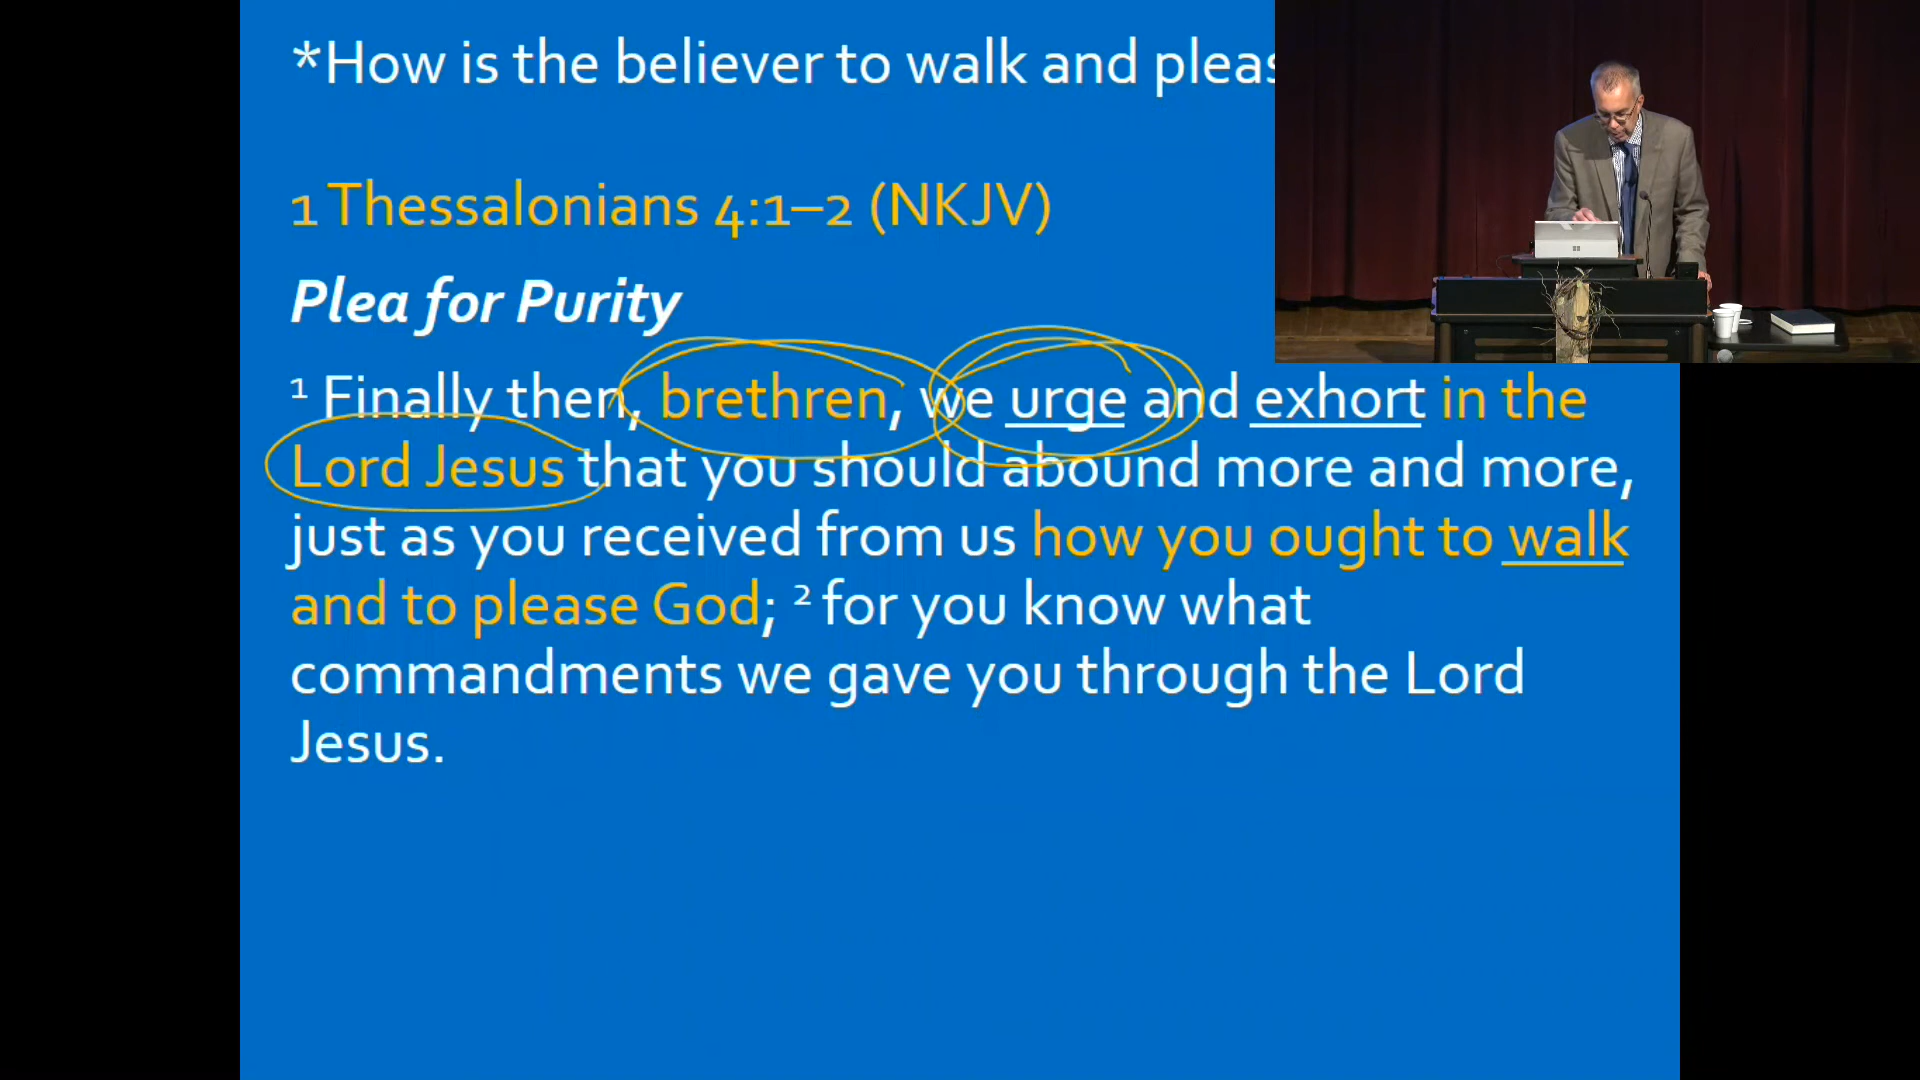 *How is the believer to walk and pleas
1 Thessalonians 4:1–2 (NKJV)
Plea for Purity
1 Finally then, brethren, we urge and exhort in the
Lord Jesus that you should abound more and more,
just as you received from us how you ought to walk
and to please God; 2 for you know what
commandments we gave you through the Lord
Jesus.